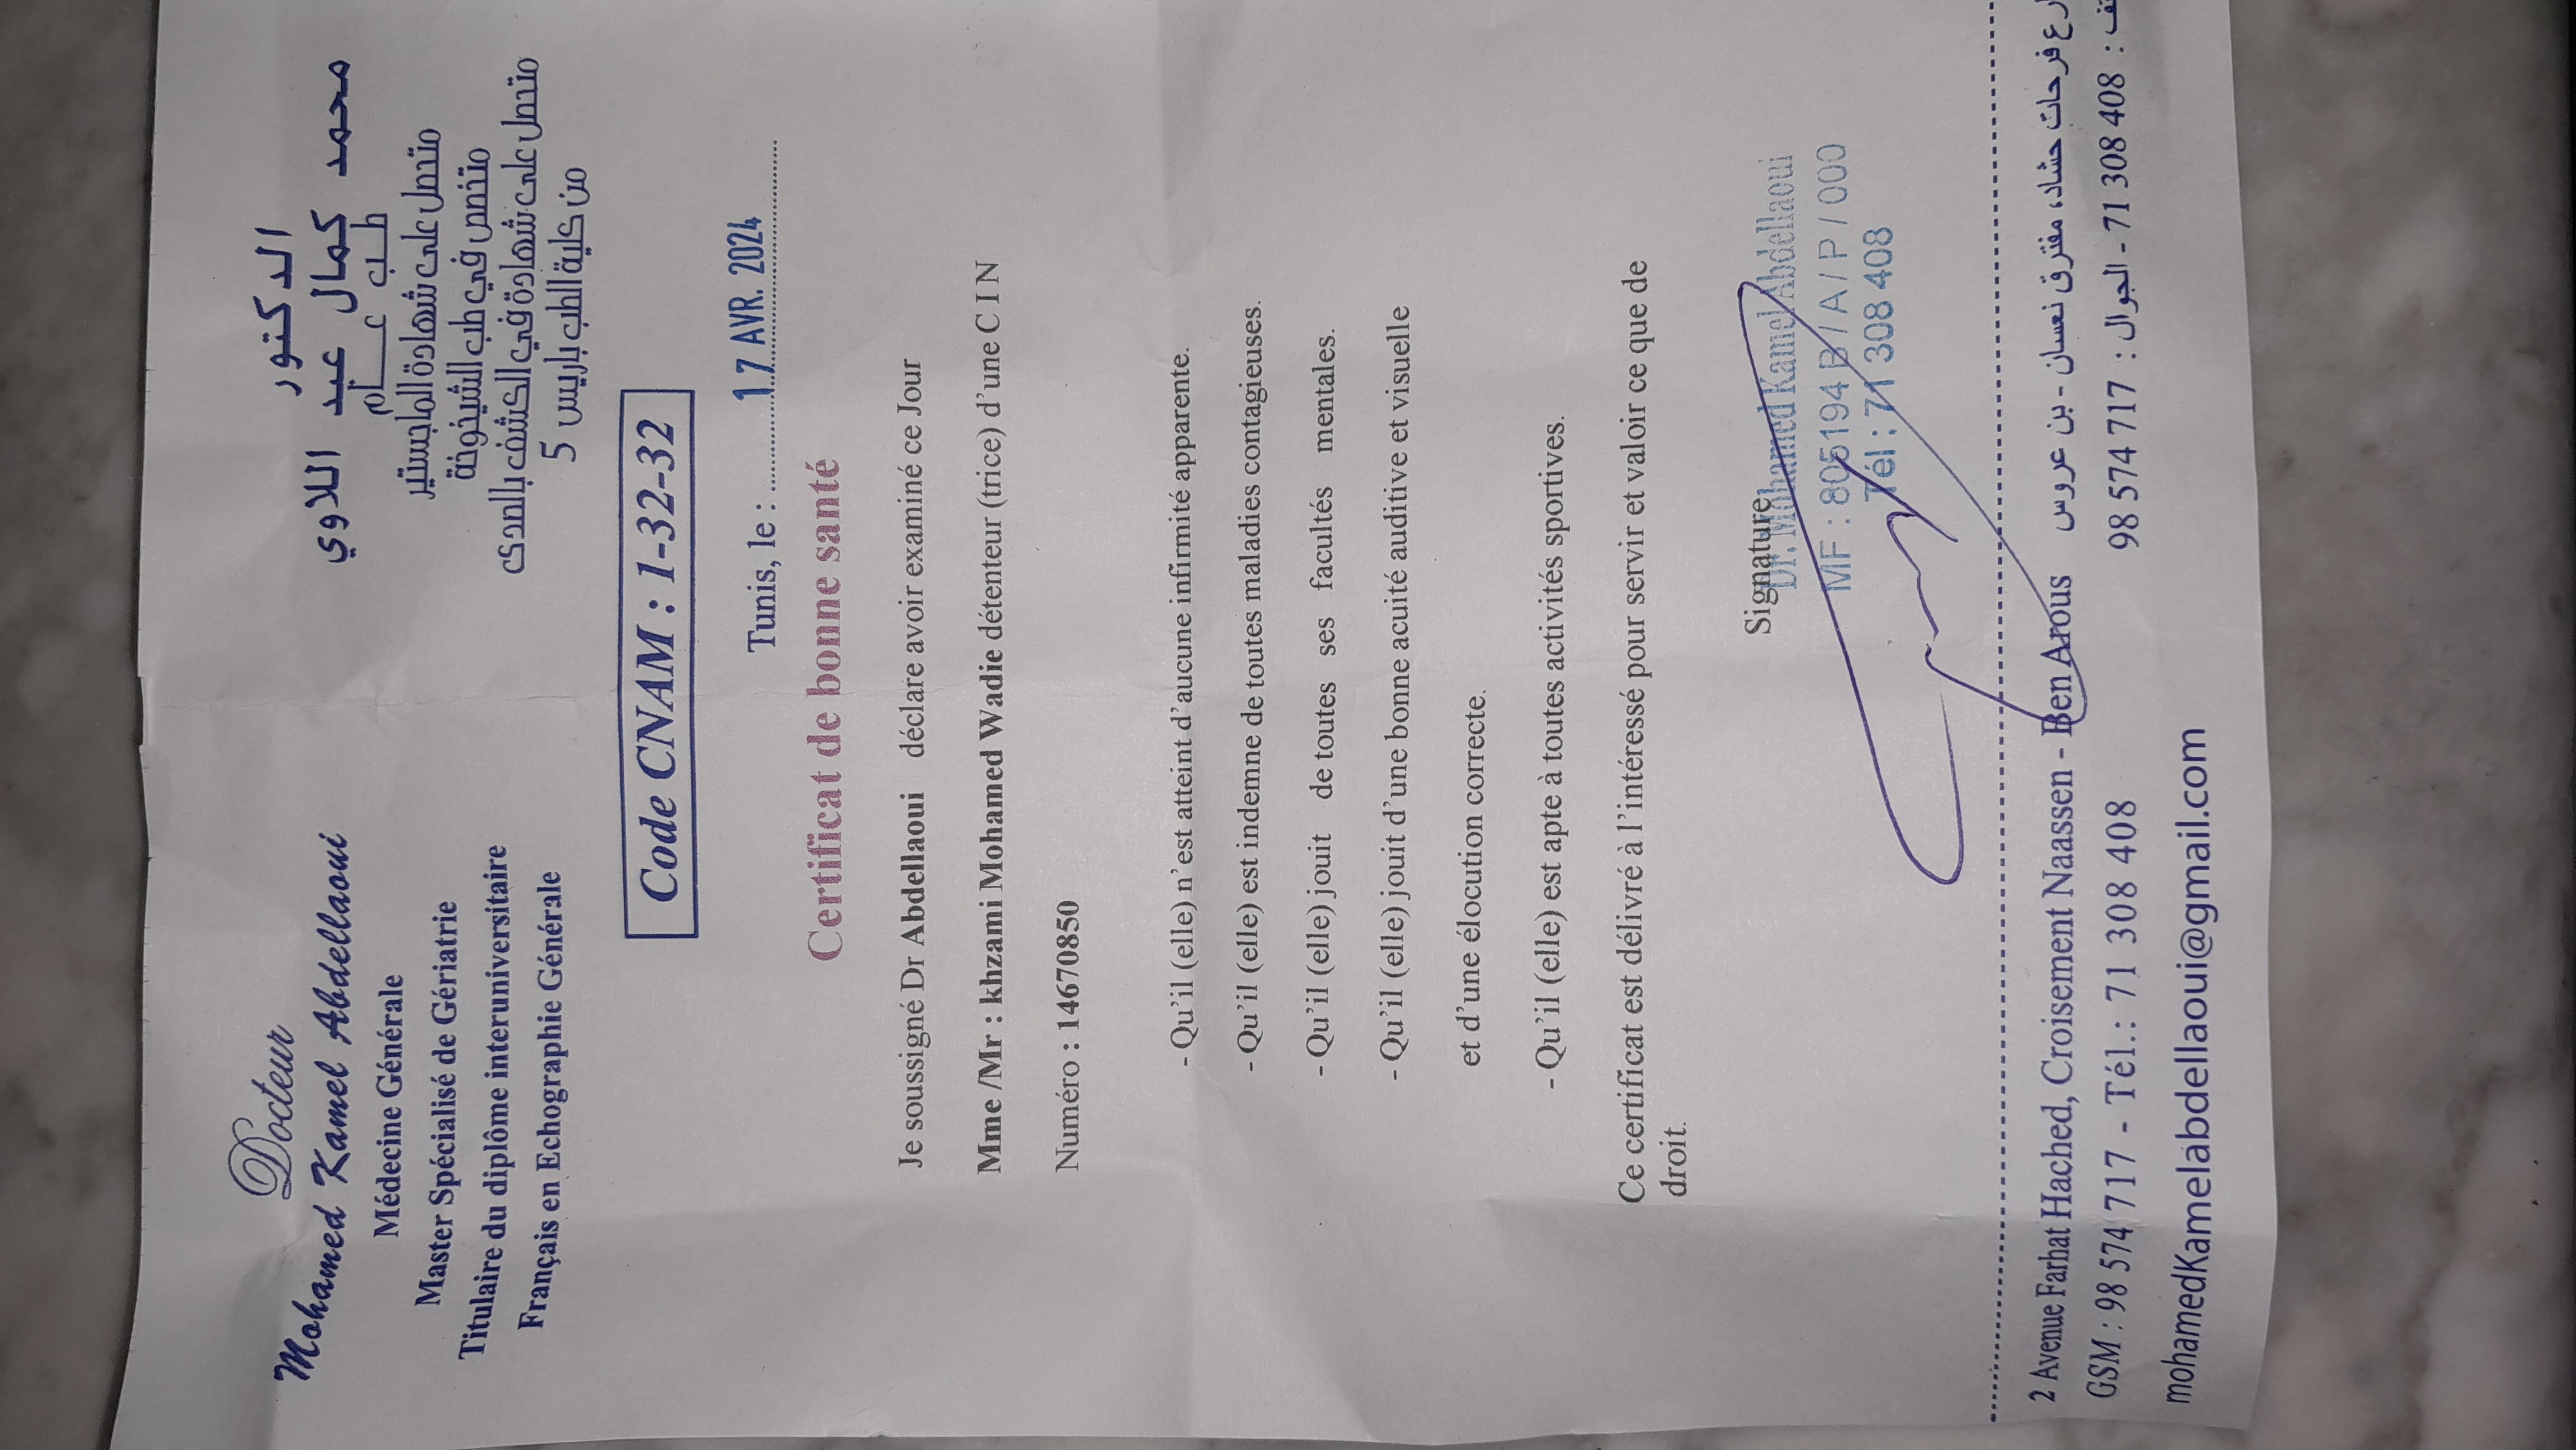 Docteur
Mohamed Kamel Abdellaoui
Médecine Générale
Master Spécialisé de Gériatrie
Titulaire du diplôme interuniversitaire
Français en Echographie Générale
الدكتور
محمد كمال عبد اللاوي
طب عام
متحصل على شهادة الماجستير
مختص في طب الشيخوخة
متحصل على شهادة في الكشف بالصدى
من كلية الطب باريس 5
Code CNAM : 1-32-32
Tunis, le : 17 AVR. 2024
Certificat de bonne santé
Je soussigné Dr Abdellaoui déclare avoir examiné ce Jour
Mme /Mr : khzami Mohamed Wadie détenteur (trice) d'une C I N
Numéro : 14670850
- Qu'il (elle) n'est atteint d'aucune infirmité apparente.
- Qu'il (elle) est indemne de toutes maladies contagieuses.
- Qu'il (elle) jouit de toutes ses facultés mentales.
- Qu'il (elle) jouit d'une bonne acuité auditive et visuelle
et d'une élocution correcte.
- Qu'il (elle) est apte à toutes activités sportives.
Ce certificat est délivré à l'intéressé pour servir et valoir ce que de
droit.
Signature
Dr. Mohamed Kamel Abdellaoui
MF : 805194 B / A / P / 000
Tél : 71 308 408
2 Avenue Farhat Hached, Croisement Naassen - Ben Arous
فرحات حشاد، مفترق نعسان - بن عروس
GSM : 98 574 717 - Tél.: 71 308 408
: 71 308 408 - الجوال : 98 574 717
mohamedKamelabdellaoui@gmail.com